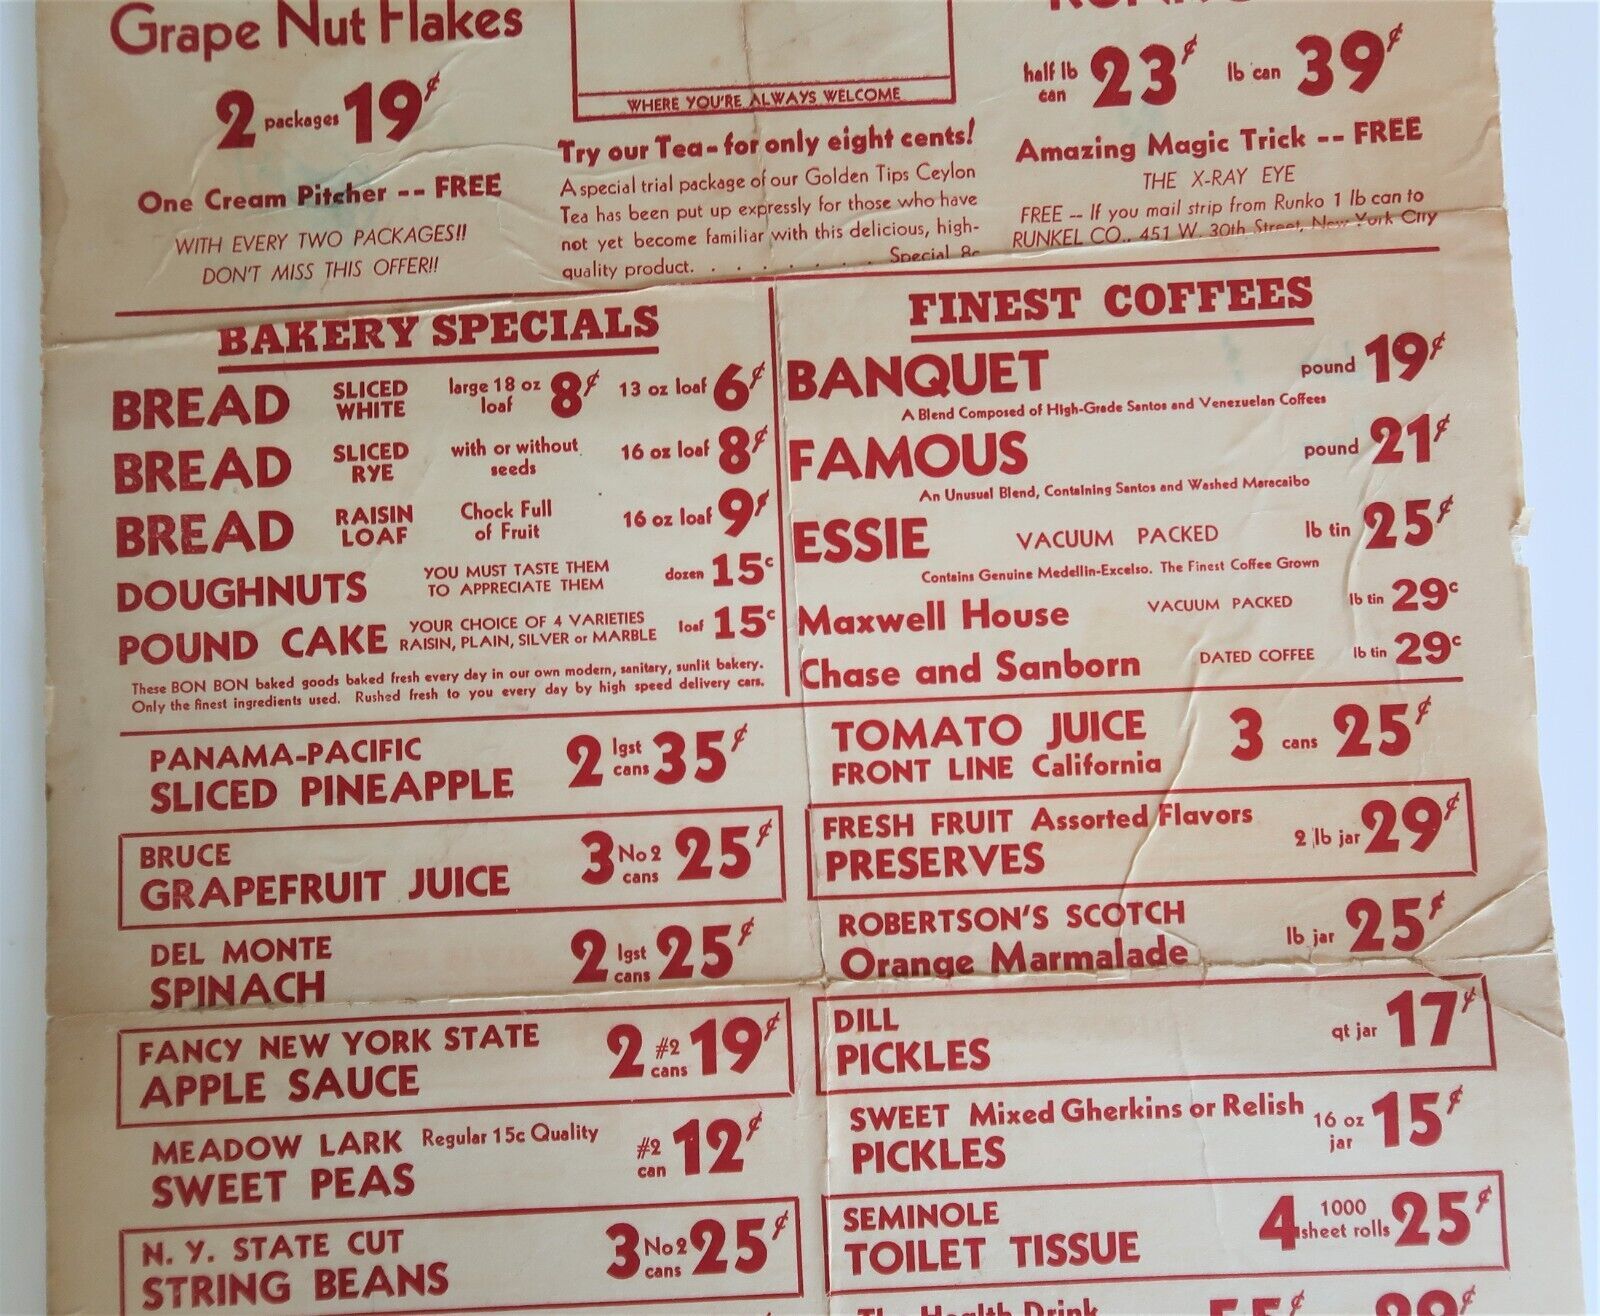 Grape Nut Flakes
2 packages 19¢
One Cream Pitcher -- FREE
WITH EVERY TWO PACKAGES!!
DON'T MISS THIS OFFER!!
WHERE YOU'RE ALWAYS WELCOME
Try our Tea - for only eight cents!
A special trial package of our Golden Tips Ceylon
Tea has been put up expressly for those who have
not yet become familiar with this delicious, high-
quality product. . . . . . . . . Special 8c
half lb can 23¢ lb can 39¢
Amazing Magic Trick -- FREE
THE X-RAY EYE
FREE -- If you mail strip from Runko 1 lb can to
RUNKEL CO., 451 W. 30th Street, New York City
BAKERY SPECIALS
BREAD SLICED WHITE large 18 oz loaf 8¢ 13 oz loaf 6¢
BREAD SLICED RYE with or without seeds 16 oz loaf 8¢
BREAD RAISIN LOAF Chock Full of Fruit 16 oz loaf 9¢
DOUGHNUTS YOU MUST TASTE THEM TO APPRECIATE THEM dozen 15c
POUND CAKE YOUR CHOICE OF 4 VARIETIES RAISIN, PLAIN, SILVER or MARBLE loaf 15c
These BON BON baked goods baked fresh every day in our own modern, sanitary, sunlit bakery.
Only the finest ingredients used. Rushed fresh to you every day by high speed delivery cars.
FINEST COFFEES
BANQUET pound 19¢
A Blend Composed of High-Grade Santos and Venezuelan Coffees
FAMOUS pound 21¢
An Unusual Blend, Containing Santos and Washed Maracaibo
ESSIE VACUUM PACKED lb tin 25¢
Contains Genuine Medellin-Excelso. The Finest Coffee Grown
Maxwell House VACUUM PACKED lb tin 29c
Chase and Sanborn DATED COFFEE lb tin 29c
PANAMA-PACIFIC
SLICED PINEAPPLE 2 lgst cans 35¢
BRUCE
GRAPEFRUIT JUICE 3 No 2 cans 25¢
DEL MONTE
SPINACH 2 lgst cans 25¢
FANCY NEW YORK STATE
APPLE SAUCE 2 #2 cans 19¢
MEADOW LARK Regular 15c Quality
SWEET PEAS #2 can 12¢
N. Y. STATE CUT
STRING BEANS 3 No 2 cans 25¢
TOMATO JUICE
FRONT LINE California 3 cans 25¢
FRESH FRUIT Assorted Flavors
PRESERVES 2 lb jar 29¢
ROBERTSON'S SCOTCH
Orange Marmalade lb jar 25¢
DILL
PICKLES qt jar 17¢
SWEET Mixed Gherkins or Relish
PICKLES 16 oz jar 15¢
SEMINOLE
TOILET TISSUE 4 1000 sheet rolls 25¢
The Health Drink